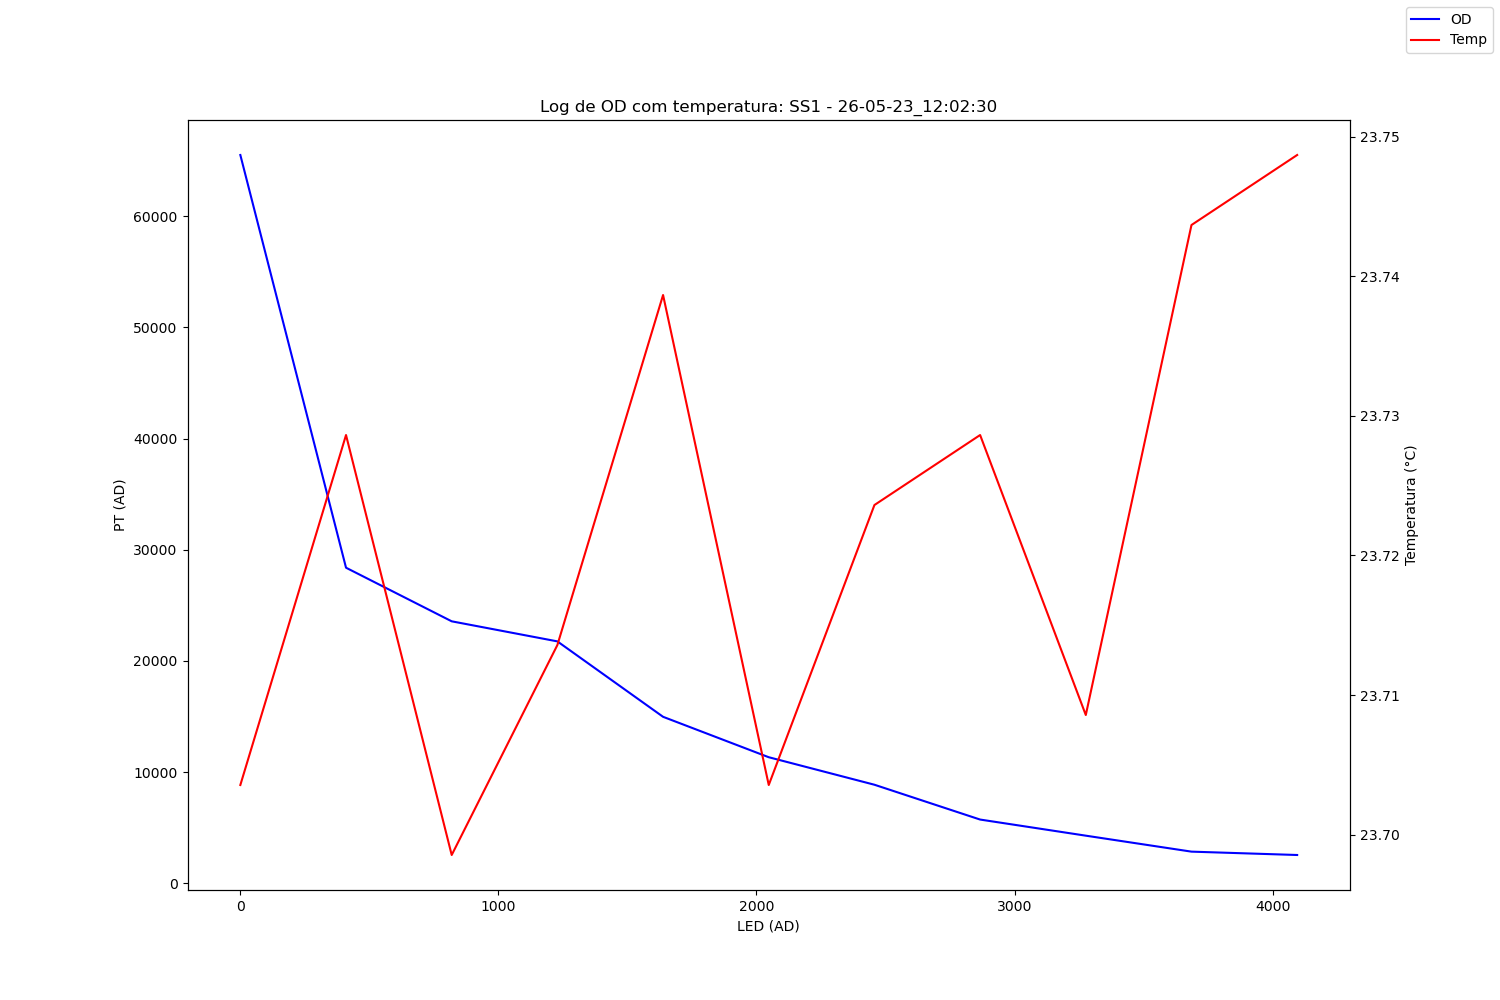 OD
Temp
Log de OD com temperatura: SS1 - 26-05-23_12:02:30
PT (AD)
60000
50000
40000
30000
20000
10000
0
23.75
23.74
23.73
23.72
23.71
23.70
Temperatura (°C)
0 1000 2000 3000 4000
LED (AD)